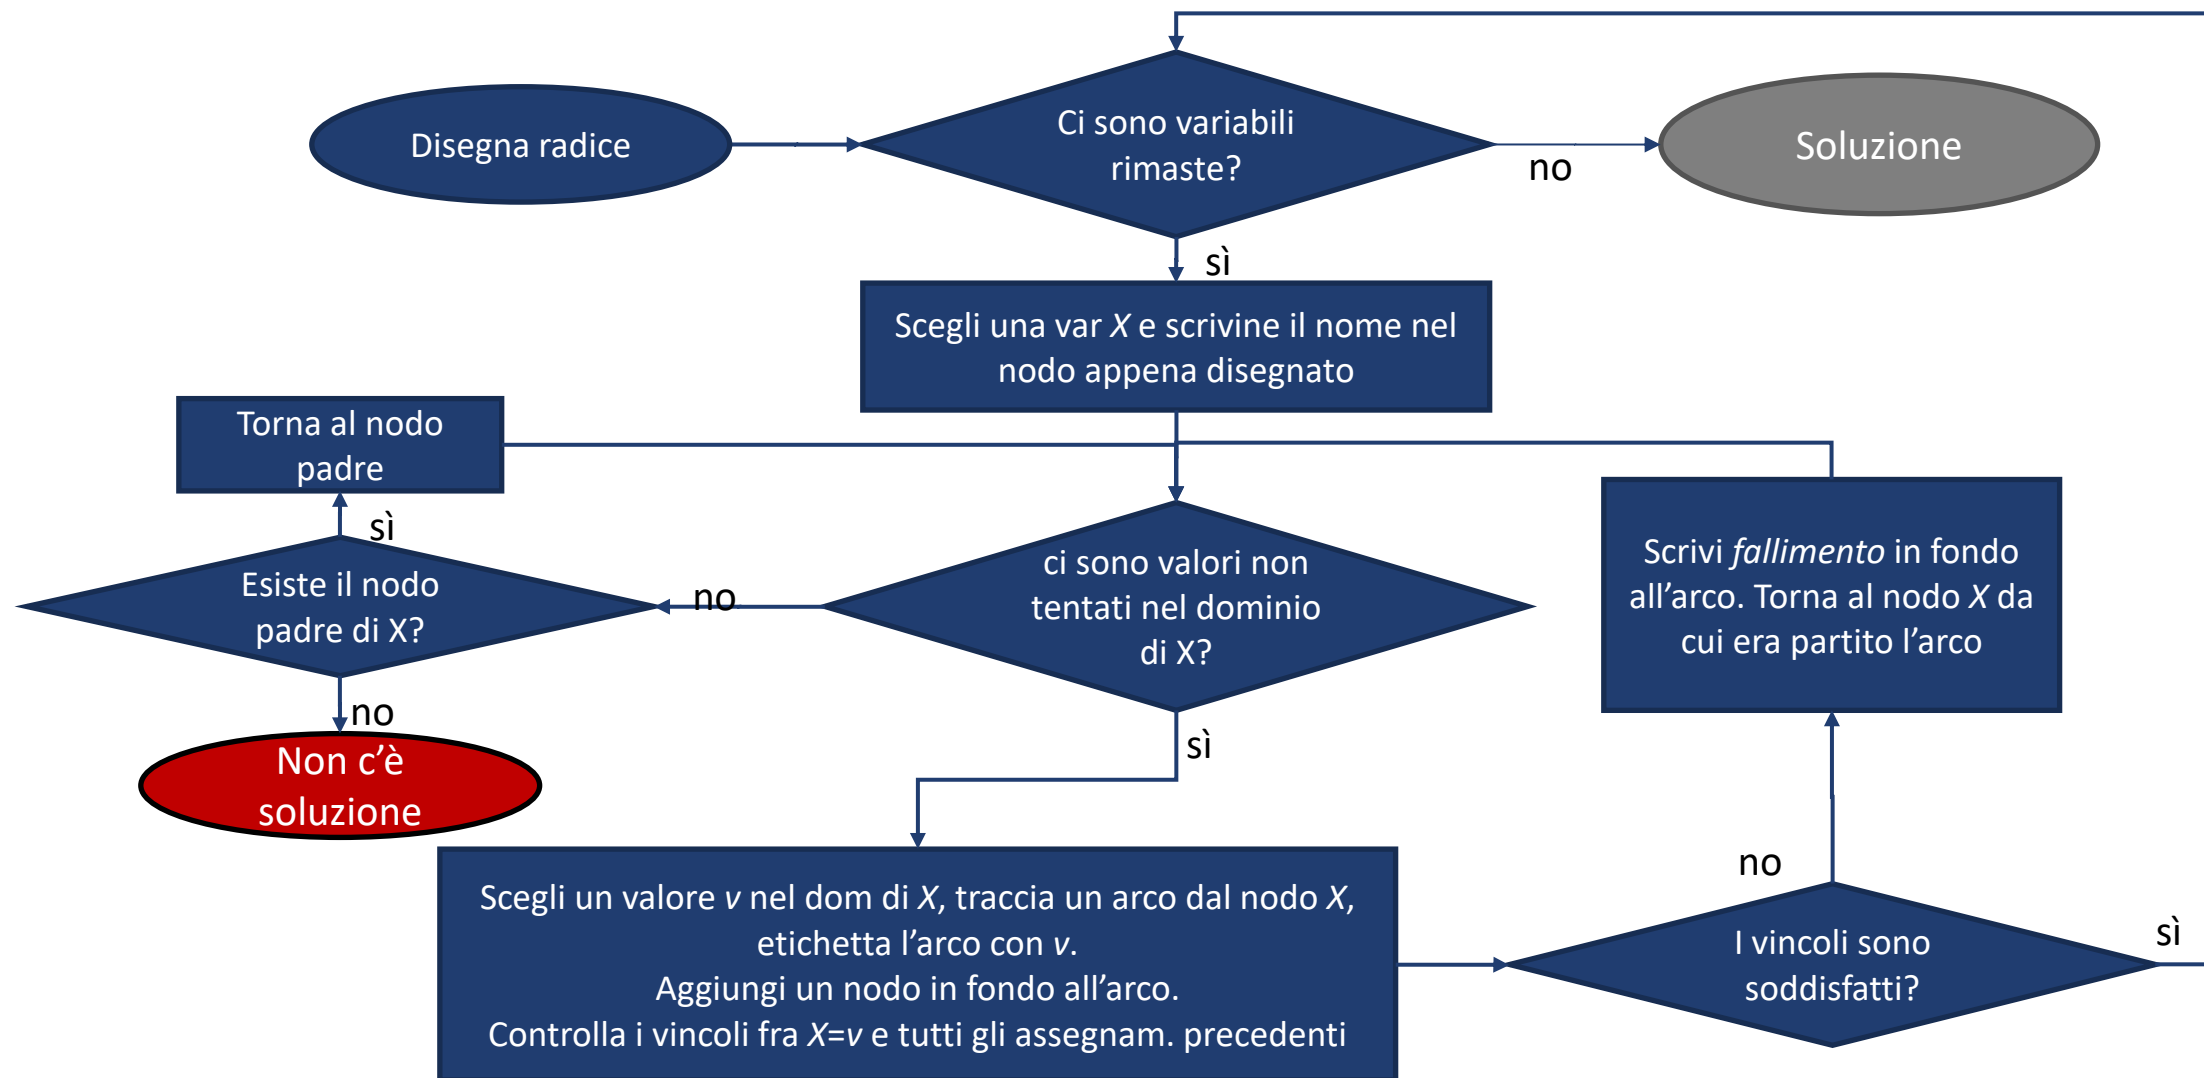 Disegna radice
Ci sono variabili
rimaste?
no
Soluzione
sì
Scegli una var X e scrivine il nome nel
nodo appena disegnato
Torna al nodo
padre
sì
Esiste il nodo
padre di X?
no
ci sono valori non
tentati nel dominio
di X?
Scrivi fallimento in fondo
all’arco. Torna al nodo X da
cui era partito l’arco
no
Non c’è
soluzione
sì
Scegli un valore v nel dom di X, traccia un arco dal nodo X,
etichetta l’arco con v.
Aggiungi un nodo in fondo all’arco.
Controlla i vincoli fra X=v e tutti gli assegnam. precedenti
no
I vincoli sono
soddisfatti?
sì